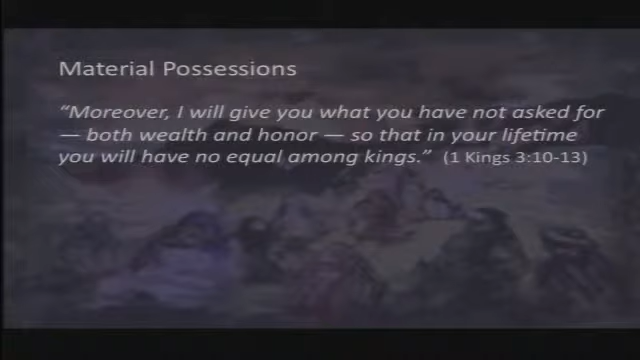 Material Possessions
“Moreover, I will give you what you have not asked for
— both wealth and honor — so that in your lifetime
you will have no equal among kings.” (1 Kings 3:10-13)